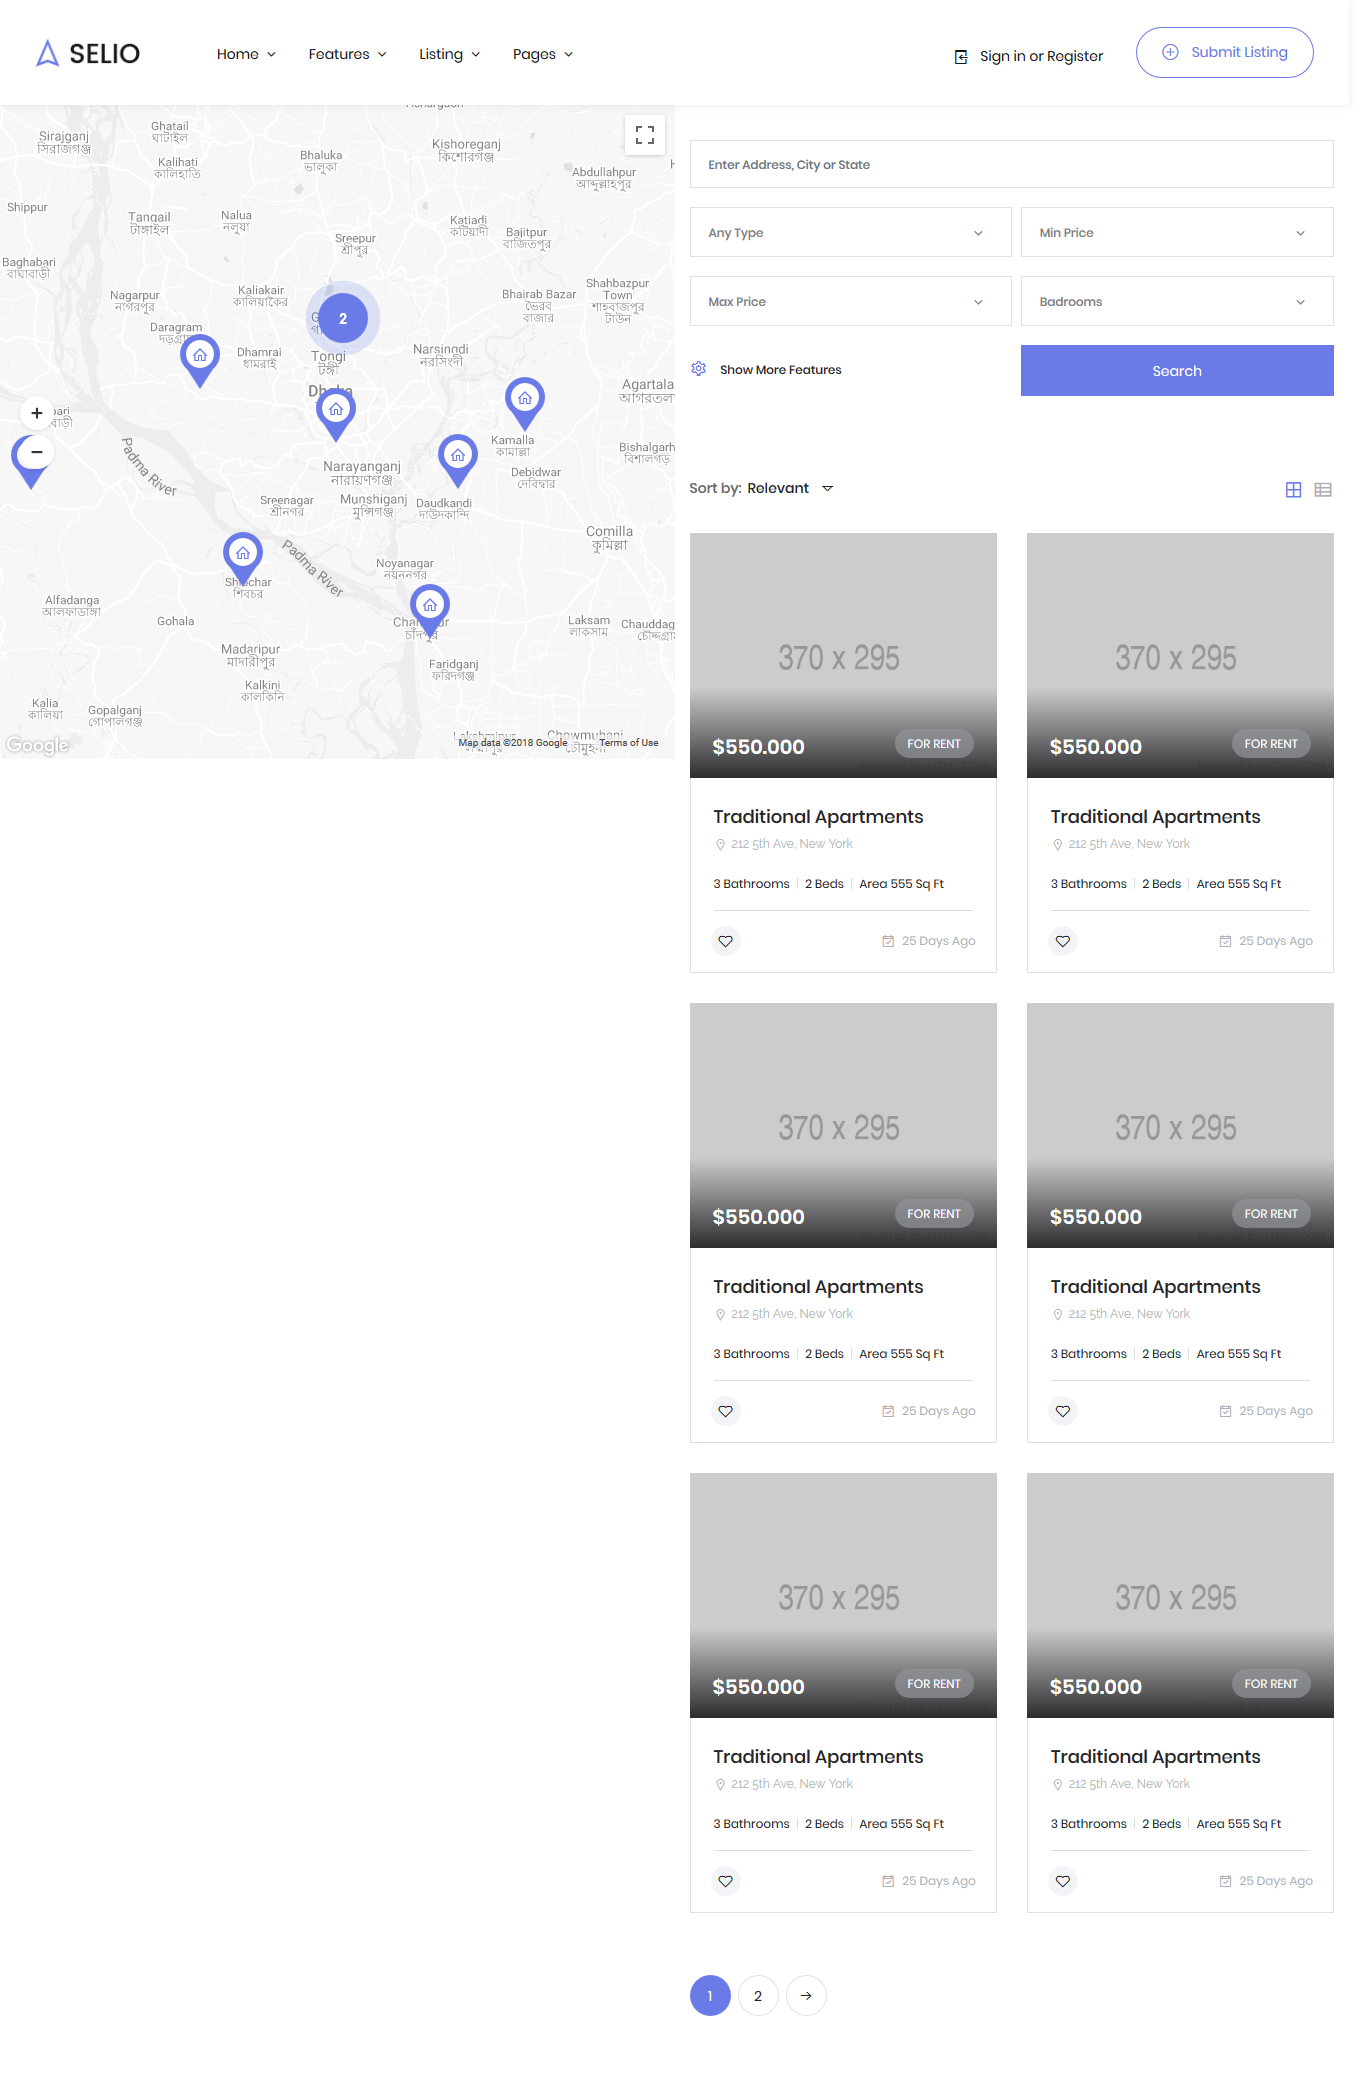 SELIO
Home
Features
Listing
Pages
Sign in or Register
Submit Listing
Sirajganj
সিরাজগঞ্জ
Ghatail
ঘাটাইল
Kalihati
কালিহাতি
Bhaluka
ভালুকা
Kishoreganj
কিশোরগঞ্জ
Abdullahpur
আব্দুল্লাহপুর
Shippur
Tangail
টাঙ্গাইল
Nalua
নলুয়া
Sreepur
শ্রীপুর
Katiadi
কটিয়াদী
Bajitpur
বাজিতপুর
Baghabari
বাঘাবাড়ী
Nagarpur
নাগরপুর
Kaliakair
কালিয়াকৈর
Bhairab Bazar
ভৈরব
বাজার
Shahbazpur
Town
শাহবাজপুর
টাউন
2
Daragram
দড়গ্রাম
Dhamrai
ধামরাই
Tongi
টঙ্গী
Narsingdi
নরসিংদী
Dhaka
Agartala
আগরতলা
Kamalla
কামাল্লা
Bishalgarh
বিশালগড়
Padma River
Narayanganj
নারায়ণগঞ্জ
Debidwar
দেবিদ্বার
Sreenagar
শ্রীনগর
Munshiganj
মুন্সিগঞ্জ
Daudkandi
দাউদকান্দি
Comilla
কুমিল্লা
Padma River
Noyanagar
নয়নগর
Shibchar
শিবচর
Alfadanga
আলফাডাঙ্গা
Gohala
চাঁদপুর
Laksam
লাকসাম
Chauddag
চৌদ্দগ্রা
Madaripur
মাদারীপুর
Faridganj
ফরিদগঞ্জ
Kalkini
কালকিনি
Kalia
কালিয়া
Gopalganj
গোপালগঞ্জ
Lakshmipur
Chowmuhani
চৌমুহনী
Google
Map data ©2018 Google
Terms of Use
Enter Address, City or State
Any Type
Min Price
Max Price
Badrooms
Show More Features
Search
Sort by: Relevant
370 x 295
370 x 295
$550.000
FOR RENT
$550.000
FOR RENT
Traditional Apartments
Traditional Apartments
212 5th Ave, New York
212 5th Ave, New York
3 Bathrooms
2 Beds
Area 555 Sq Ft
3 Bathrooms
2 Beds
Area 555 Sq Ft
25 Days Ago
25 Days Ago
370 x 295
370 x 295
$550.000
FOR RENT
$550.000
FOR RENT
Traditional Apartments
Traditional Apartments
212 5th Ave, New York
212 5th Ave, New York
3 Bathrooms
2 Beds
Area 555 Sq Ft
3 Bathrooms
2 Beds
Area 555 Sq Ft
25 Days Ago
25 Days Ago
370 x 295
370 x 295
$550.000
FOR RENT
$550.000
FOR RENT
Traditional Apartments
Traditional Apartments
212 5th Ave, New York
212 5th Ave, New York
3 Bathrooms
2 Beds
Area 555 Sq Ft
3 Bathrooms
2 Beds
Area 555 Sq Ft
25 Days Ago
25 Days Ago
1
2